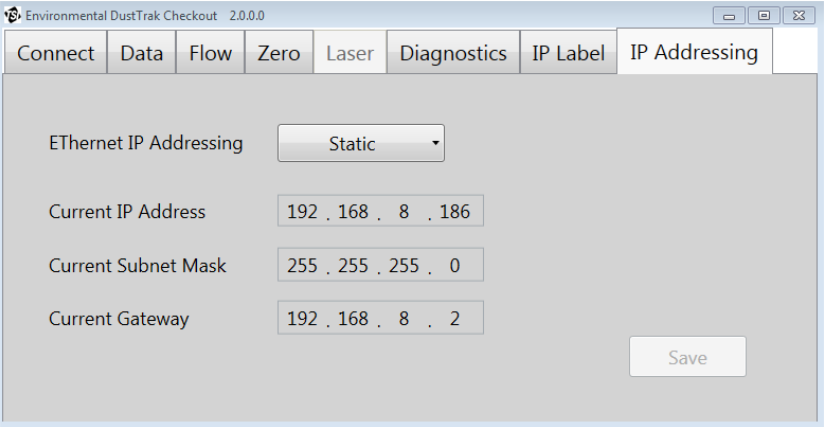 TSI Environmental DustTrak Checkout 2.0.0.0
Connect Data Flow Zero Laser Diagnostics IP Label IP Addressing
EThernet IP Addressing Static
Current IP Address 192 . 168 . 8 . 186
Current Subnet Mask 255 . 255 . 255 . 0
Current Gateway 192 . 168 . 8 . 2
Save